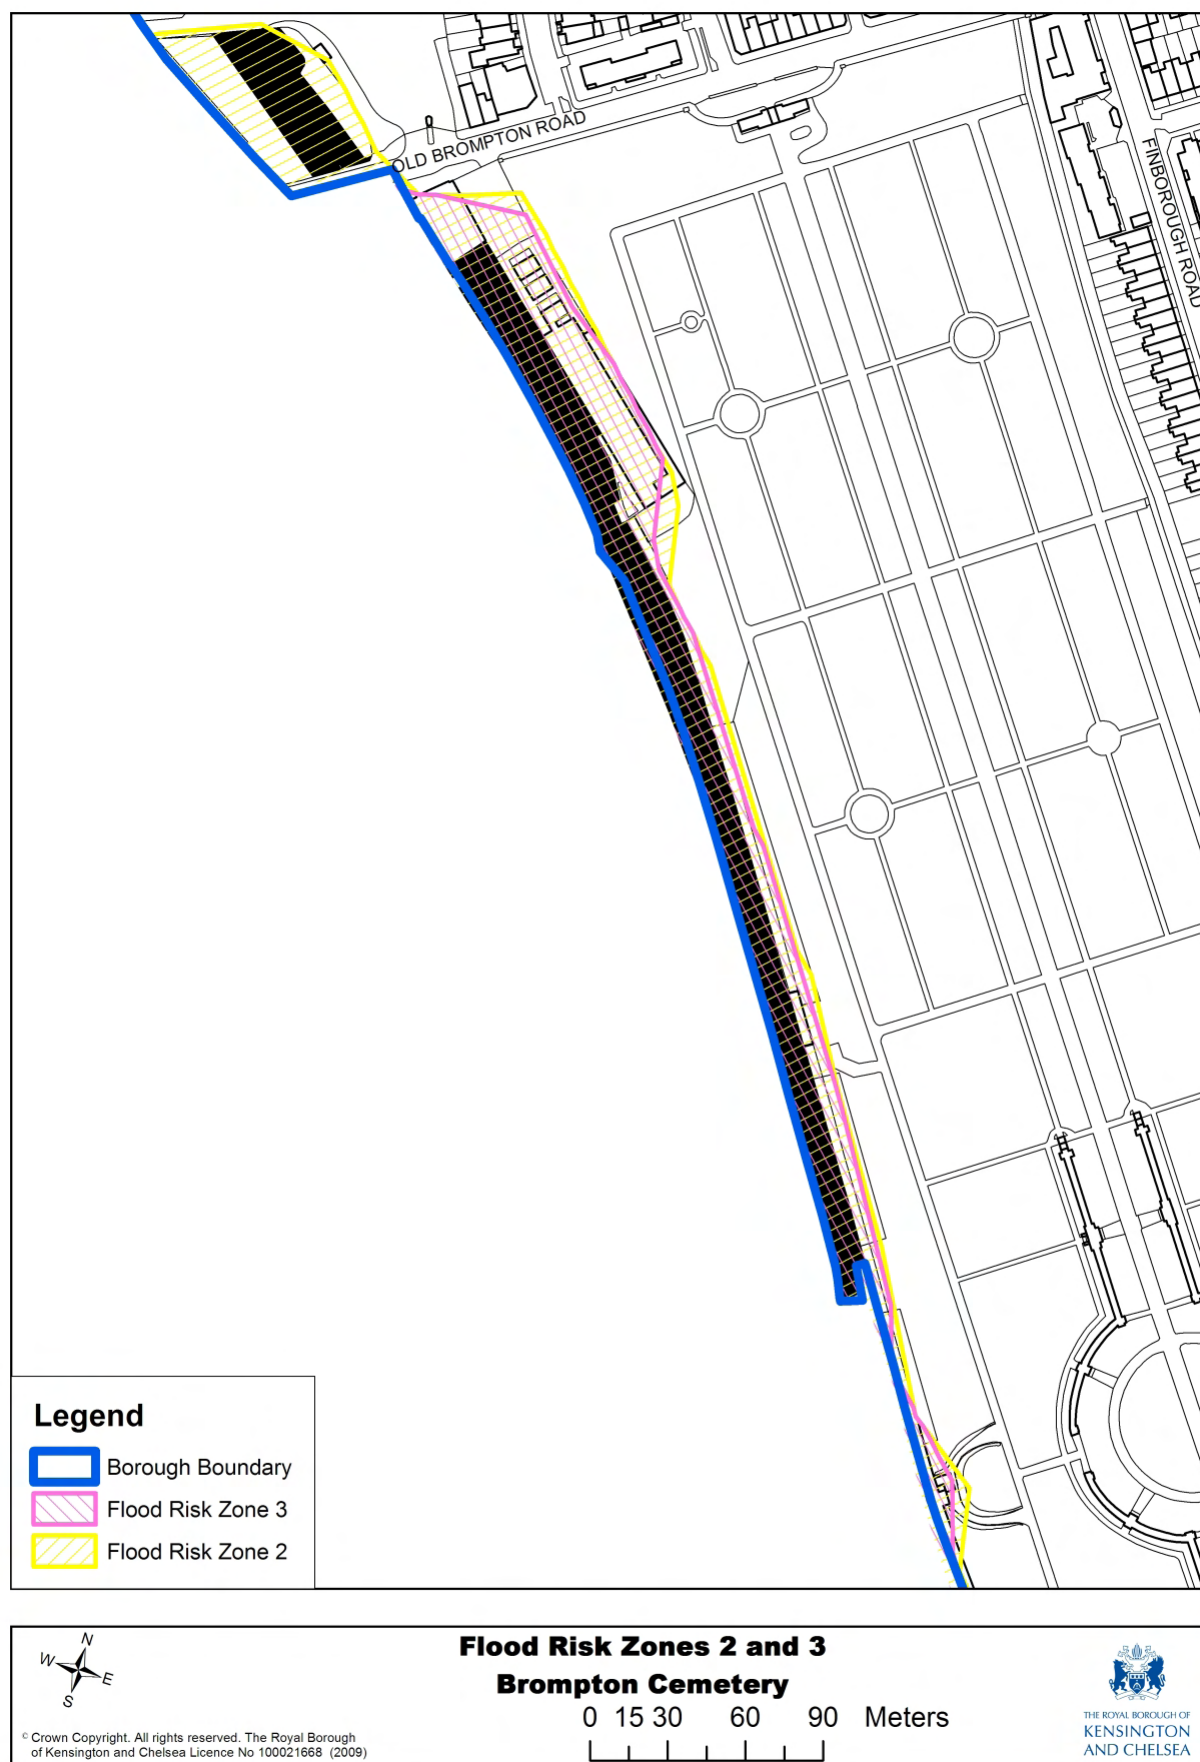 OLD BROMPTON ROAD
FINBOROUGH ROAD
Legend
Borough Boundary
Flood Risk Zone 3
Flood Risk Zone 2
N
W
E
S
© Crown Copyright. All rights reserved. The Royal Borough
of Kensington and Chelsea Licence No 100021668 (2009)
Flood Risk Zones 2 and 3
Brompton Cemetery
0 15 30 60 90 Meters
THE ROYAL BOROUGH OF
KENSINGTON
AND CHELSEA